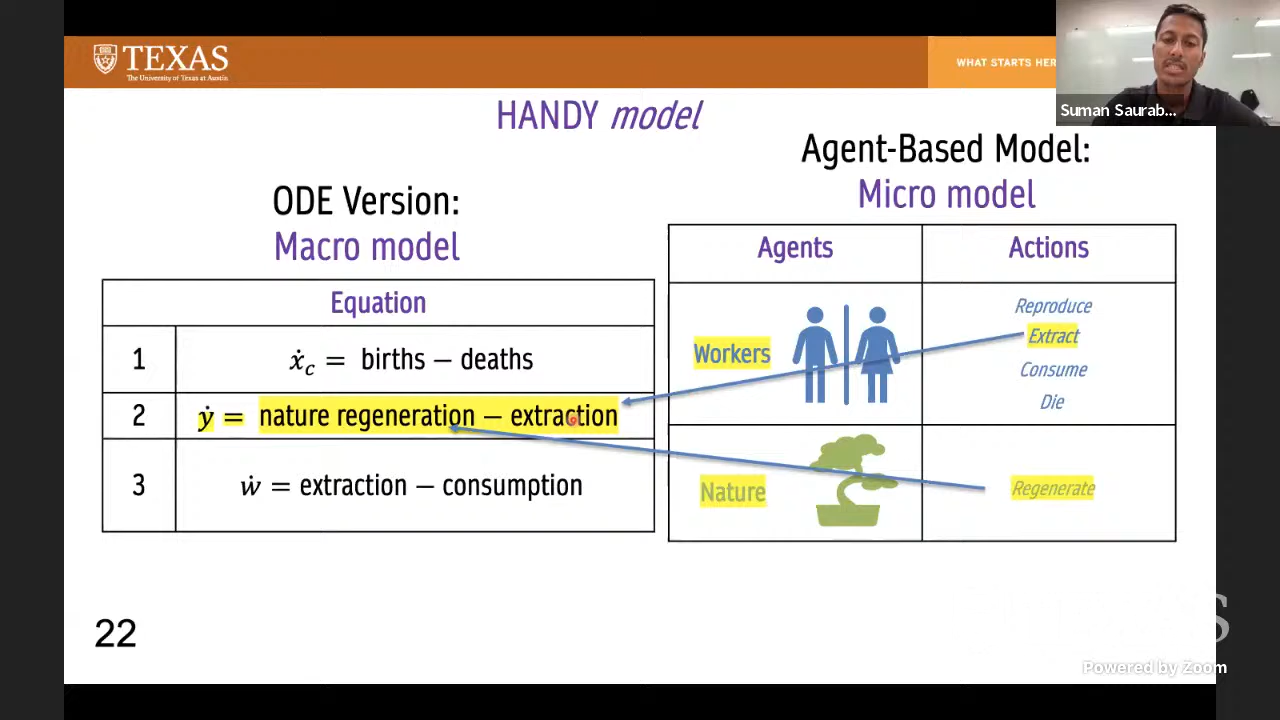 TEXAS
The University of Texas at Austin
WHAT STARTS HER
Suman Saurab...
HANDY model
ODE Version:
Macro model
Equation
1 ẋc = births − deaths
2 ẏ = nature regeneration − extraction
3 ẇ = extraction − consumption
Agent-Based Model:
Micro model
Agents Actions
Workers
Reproduce
Extract
Consume
Die
Nature
Regenerate
22
S
Powered by Zoom